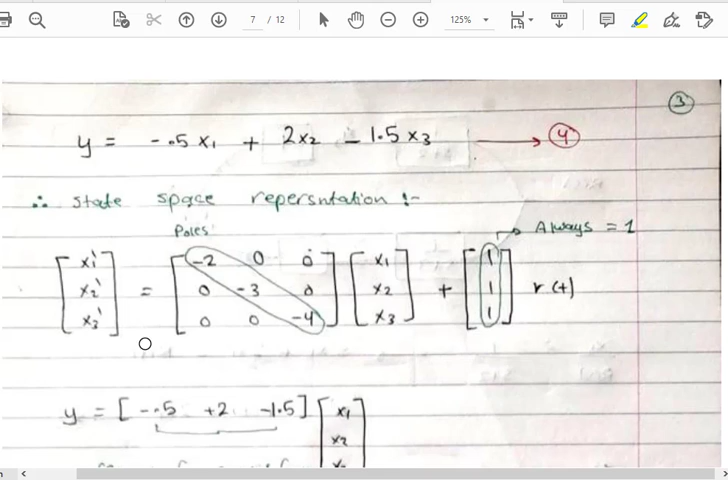 7 / 12 125%
3
y = -.5 x₁ + 2x₂ - 1.5 x₃ → 4
∴ state space repersntation :-
Poles
Always = 1
[x₁̇ x₂̇ x₃̇] = [-2 0 0; 0 -3 0; 0 0 -4] [x₁ x₂ x₃] + [1 1 1] r(t)
y = [-.5 +2 -1.5] [x₁ x₂